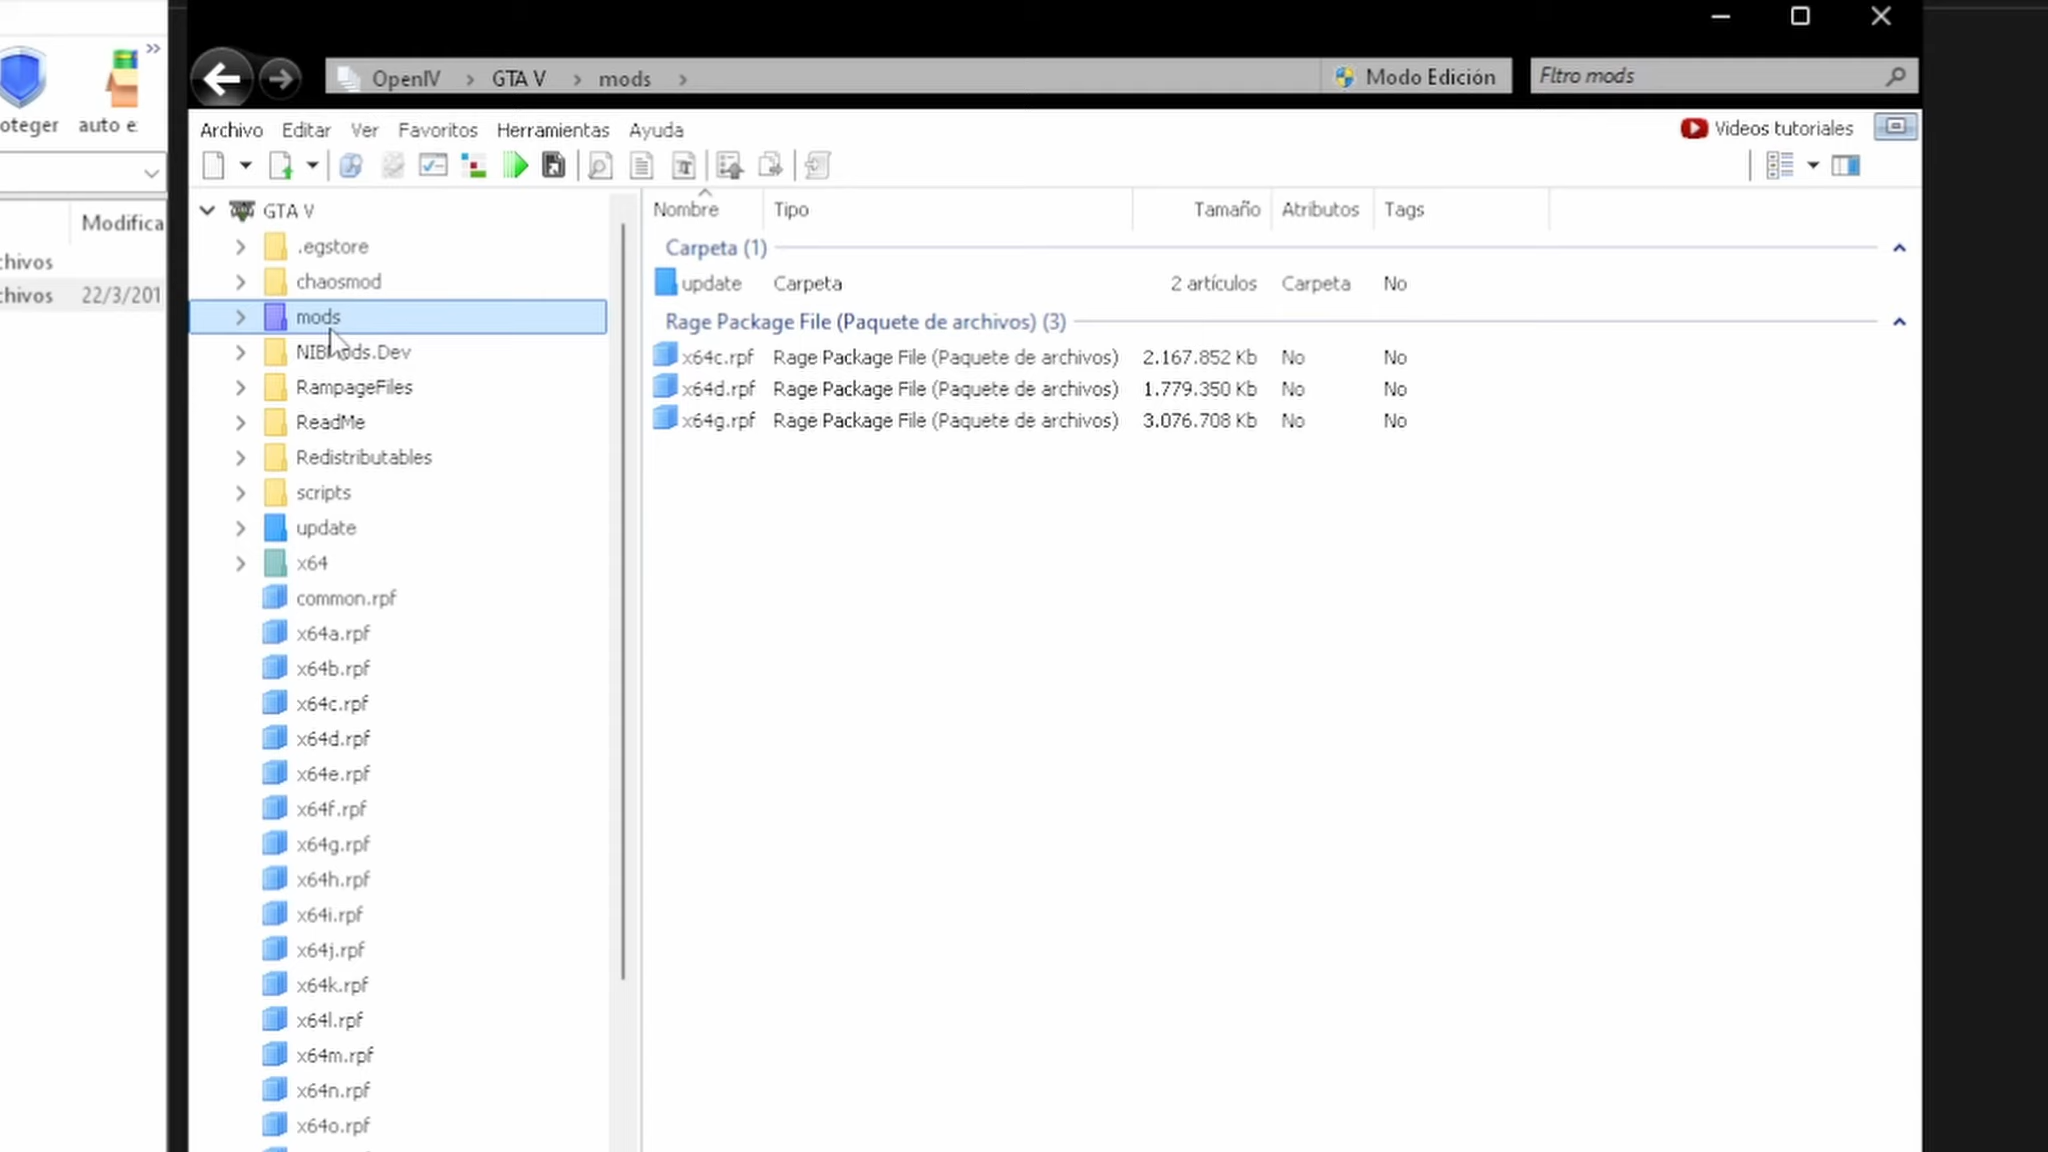 oteger
auto e
»
Modifica
chivos
chivos 22/3/201
OpenIV > GTA V > mods >
Modo Edición
Fltro mods
Archivo Editar Ver Favoritos Herramientas Ayuda
Videos tutoriales
GTA V
.egstore
chaosmod
mods
RampageFiles
ReadMe
Redistributables
scripts
update
x64
common.rpf
x64a.rpf
x64b.rpf
x64c.rpf
x64d.rpf
x64e.rpf
x64f.rpf
x64g.rpf
x64h.rpf
x64i.rpf
x64j.rpf
x64k.rpf
x64l.rpf
x64m.rpf
x64n.rpf
x64o.rpf
Nombre Tipo Tamaño Atributos Tags
Carpeta (1)
update Carpeta 2 artículos Carpeta No
Rage Package File (Paquete de archivos) (3)
x64c.rpf Rage Package File (Paquete de archivos) 2.167.852 Kb No No
x64d.rpf Rage Package File (Paquete de archivos) 1.779.350 Kb No No
x64g.rpf Rage Package File (Paquete de archivos) 3.076.708 Kb No No